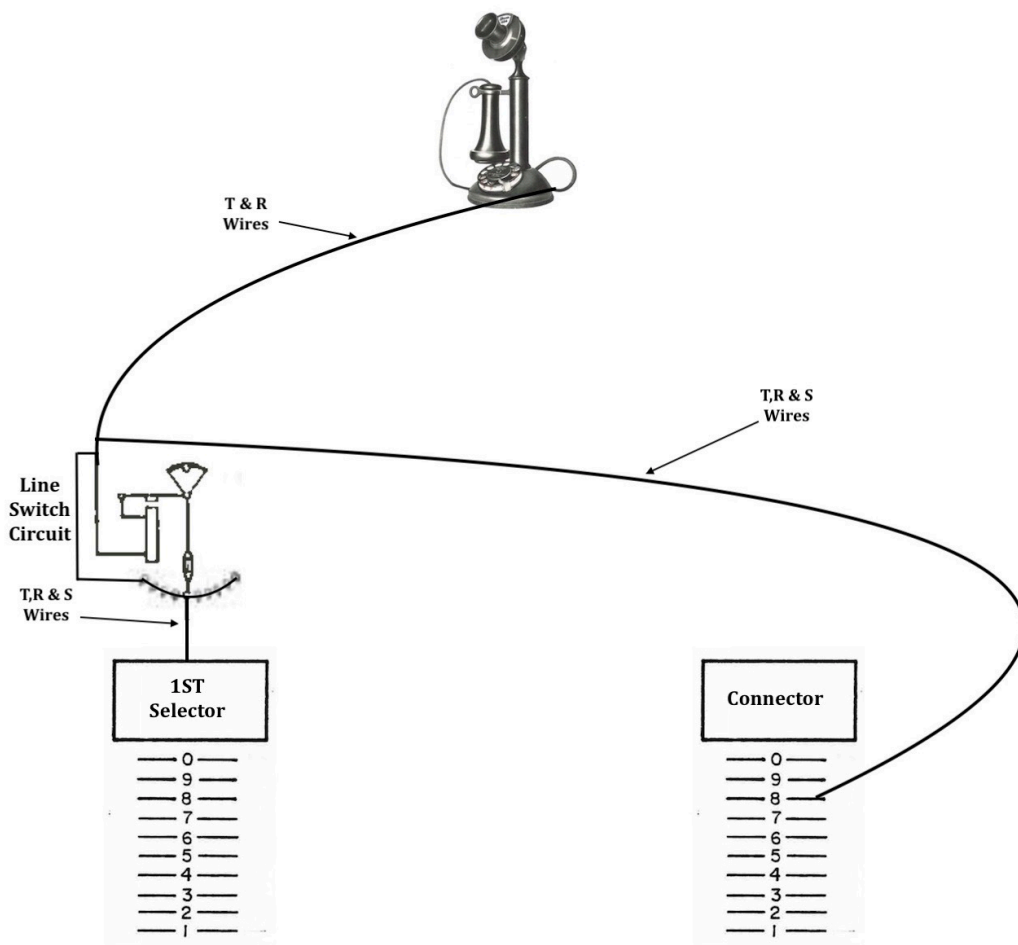 T & R
Wires
T,R & S
Wires
Line
Switch
Circuit
T,R & S
Wires
1ST
Selector
0
9
8
7
6
5
4
3
2
1
Connector
0
9
8
7
6
5
4
3
2
1